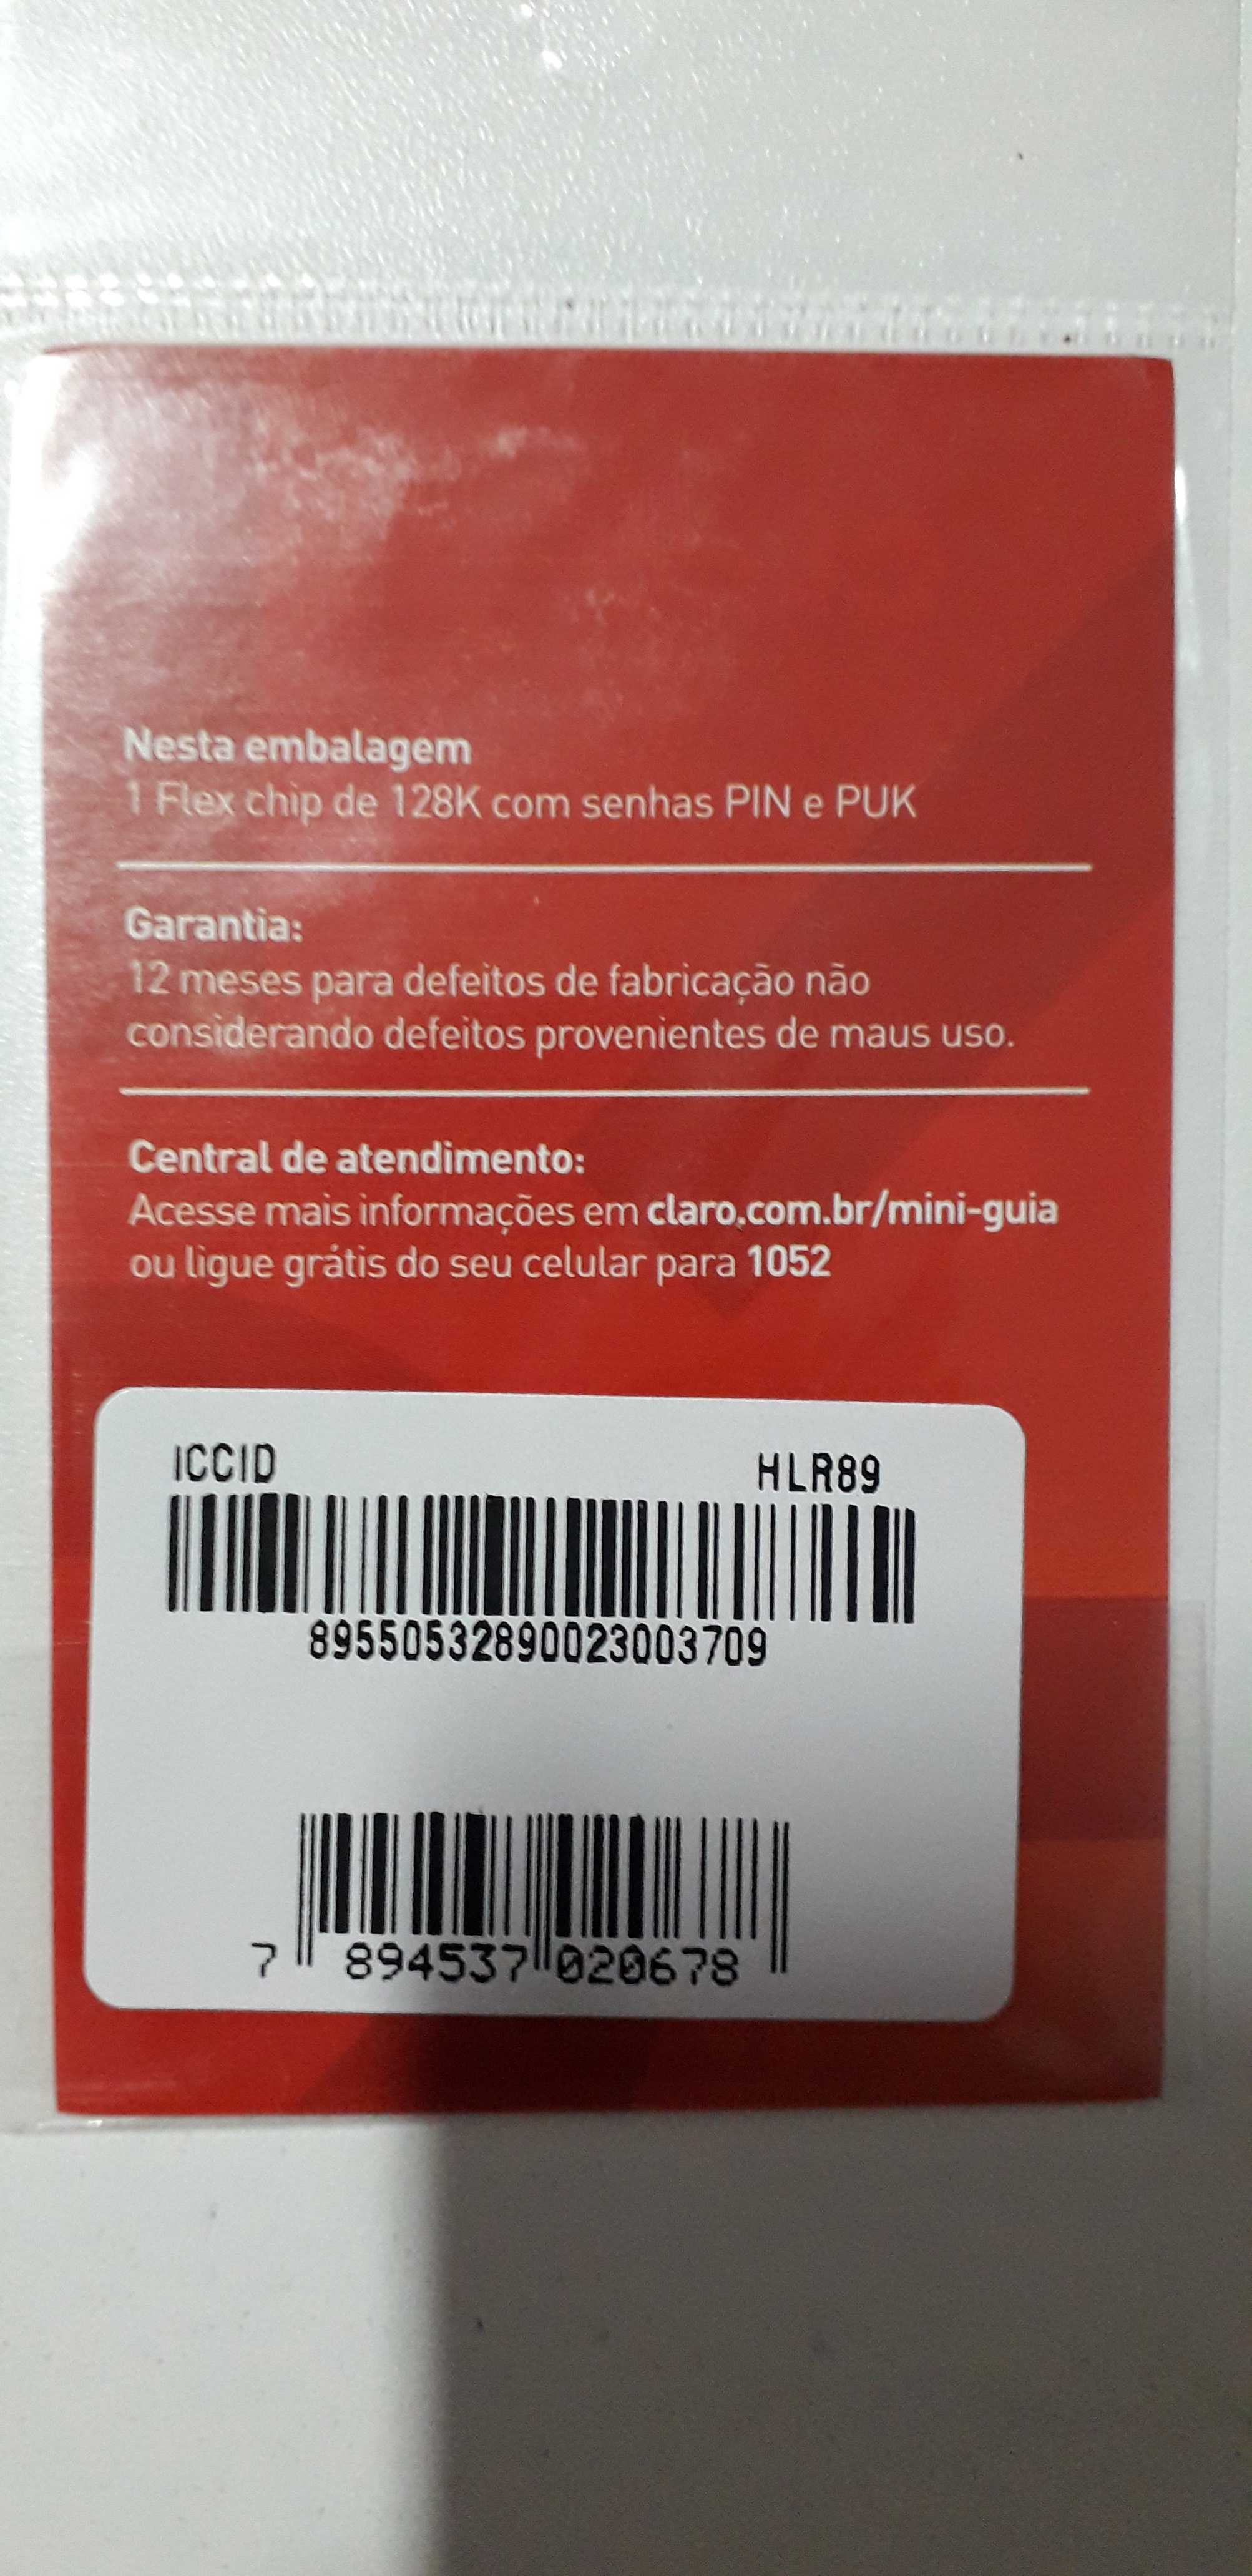 Nesta embalagem
1 Flex chip de 128K com senhas PIN e PUK
Garantia:
12 meses para defeitos de fabricação não
considerando defeitos provenientes de maus uso.
Central de atendimento:
Acesse mais informações em claro.com.br/mini-guia
ou ligue grátis do seu celular para 1052
ICCID HLR89
89550532890023003709
7 894537 020678